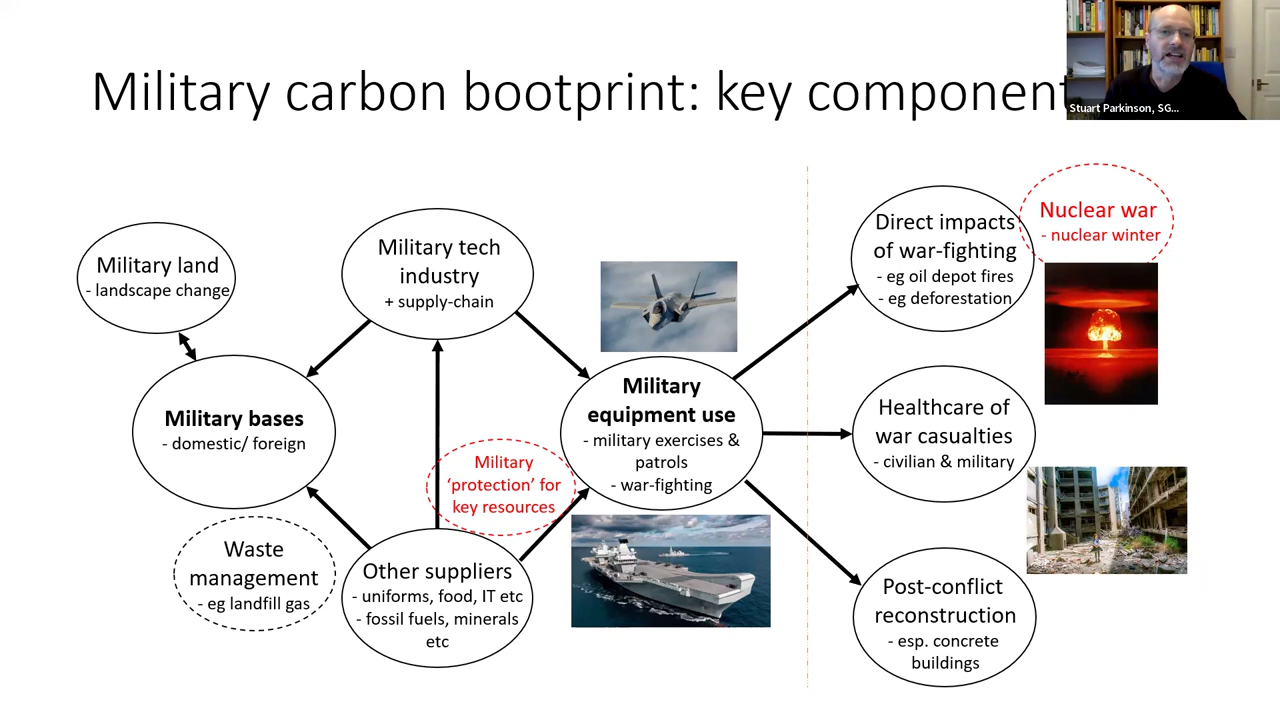 Military carbon bootprint: key component
Stuart Parkinson, SG...
Military land
- landscape change
Military tech
industry
+ supply-chain
Military bases
- domestic/ foreign
Waste
management
- eg landfill gas
Other suppliers
- uniforms, food, IT etc
- fossil fuels, minerals
etc
Military
‘protection’ for
key resources
Military
equipment use
- military exercises &
patrols
- war-fighting
Direct impacts
of war-fighting
- eg oil depot fires
- eg deforestation
Nuclear war
- nuclear winter
Healthcare of
war casualties
- civilian & military
Post-conflict
reconstruction
- esp. concrete
buildings